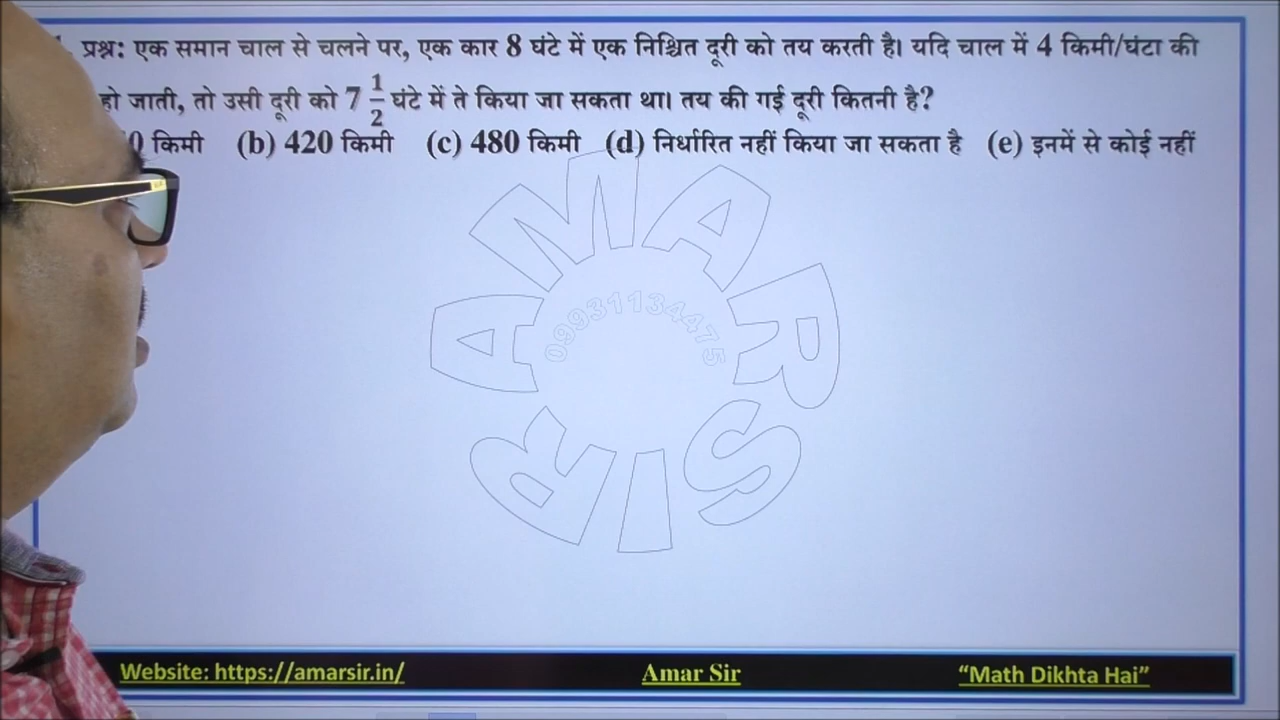 प्रश्न: एक समान चाल से चलने पर, एक कार 8 घंटे में एक निश्चित दूरी को तय करती है। यदि चाल में 4 किमी/घंटा की
हो जाती, तो उसी दूरी को 7 1/2 घंटे में ते किया जा सकता था। तय की गई दूरी कितनी है?
किमी (b) 420 किमी (c) 480 किमी (d) निर्धारित नहीं किया जा सकता है (e) इनमें से कोई नहीं
AMAR
09931134475
SIR
Website: https://amarsir.in/ Amar Sir “Math Dikhta Hai”